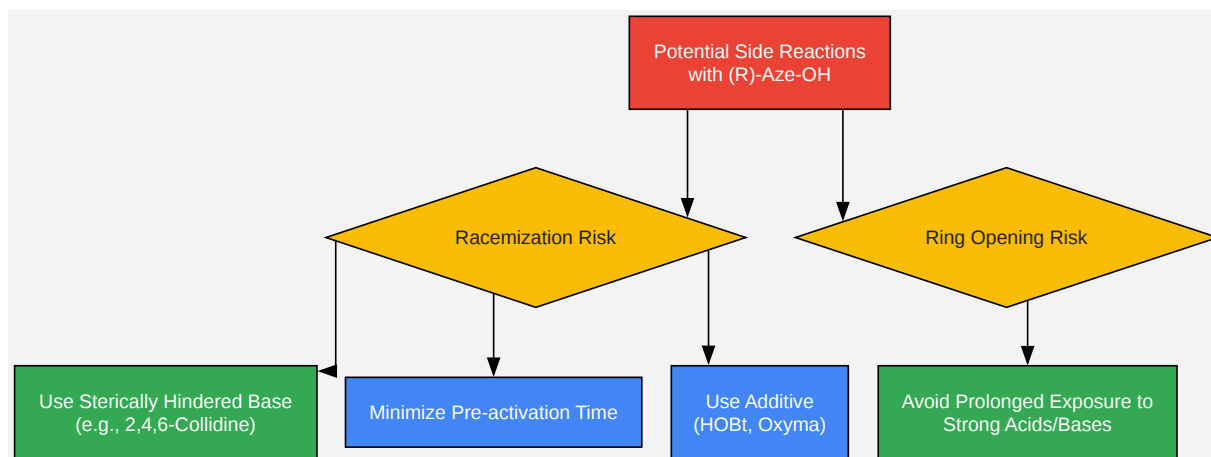 Potential Side Reactions
with (R)-Aze-OH
Racemization Risk
Ring Opening Risk
Use Sterically Hindered Base
(e.g., 2,4,6-Collidine)
Minimize Pre-activation Time
Use Additive
(HOBt, Oxyma)
Avoid Prolonged Exposure to
Strong Acids/Bases